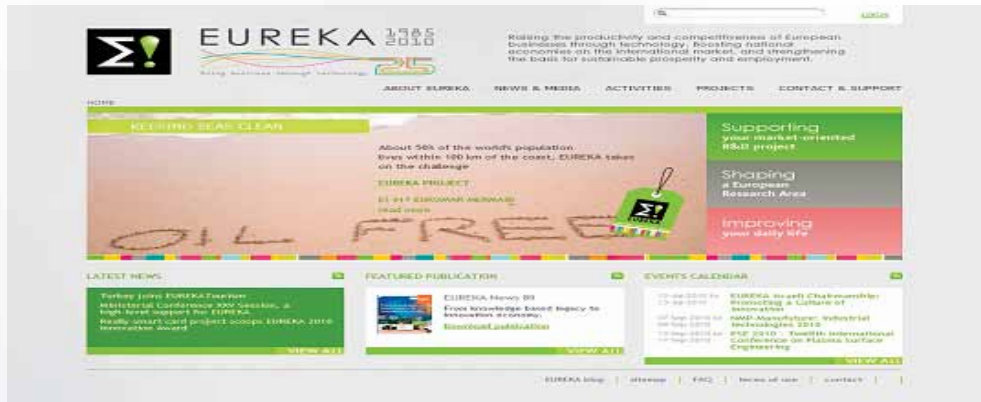 LOGIN
Σ!
EUREKA 1985 2010
25
Doing business through technology
Raising the productivity and competitiveness of European
businesses through technology. Boosting national
economies on the international market, and strengthening
the basis for sustainable prosperity and employment.
ABOUT EUREKA NEWS & MEDIA ACTIVITIES PROJECTS CONTACT & SUPPORT
HOME
KEEPING SEAS CLEAN
About 50% of the world's population
lives within 100 km of the coast, EUREKA takes
on the challenge
EUREKA PROJECT
E! 917 EUROMAR MERMAID
read more
OIL FREE
Σ!
EUREKA
Supporting
your market-oriented
R&D project
Shaping
a European
Research Area
Improving
your daily life
LATEST NEWS
Turkey joins EUREKATourism
Ministerial Conference XXV Session, a
high-level support for EUREKA
Really smart card project scoops EUREKA 2010
Innovation Award
VIEW ALL
FEATURED PUBLICATION
EUREKA News 89
From knowledge based legacy to
innovation economy.
Download publication
VIEW ALL
EVENTS CALENDAR
EUREKA Israeli Chairmanship:
Promoting a Culture of
Innovation
NMP Manufuture: Industrial
Technologies 2010
PSE 2010 - Twelfth International
Conference on Plasma Surface
Engineering
VIEW ALL
EUREKA blog | sitemap | FAQ | terms of use | contact | |